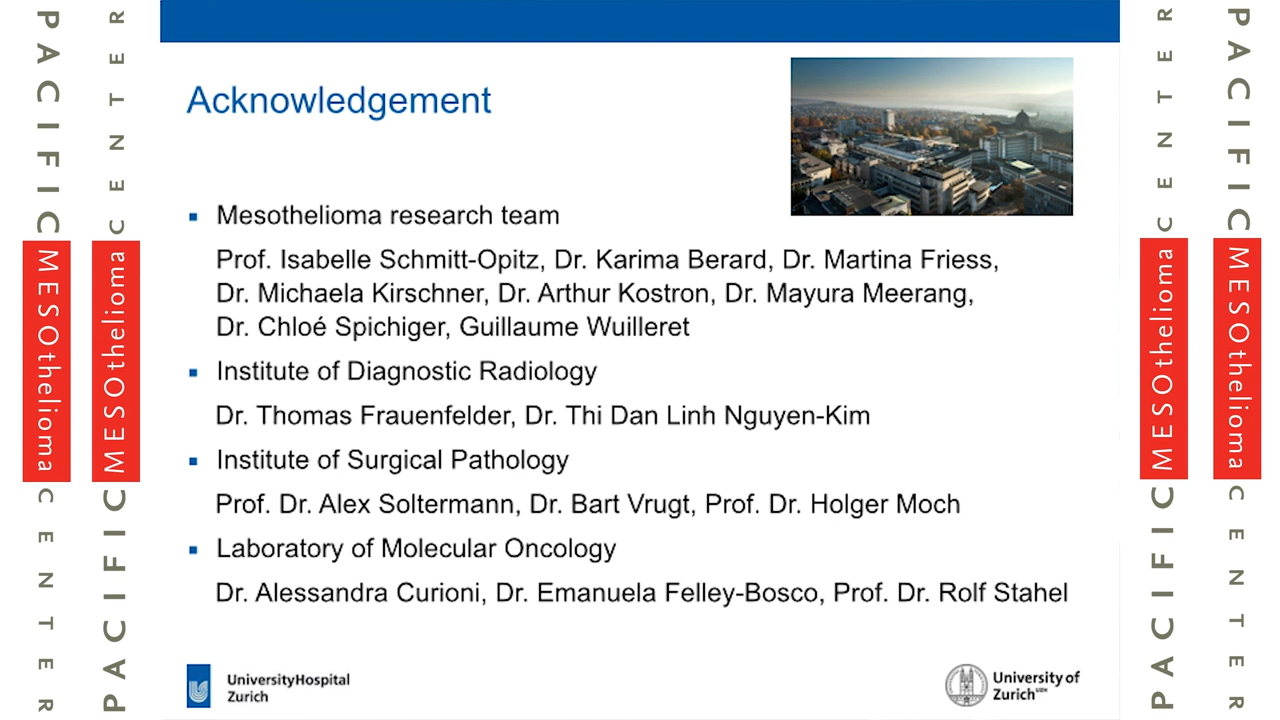 PACIFIC MESOthelioma CENTER
PACIFIC MESOthelioma CENTER
Acknowledgement
▪ Mesothelioma research team
Prof. Isabelle Schmitt-Opitz, Dr. Karima Berard, Dr. Martina Friess,
Dr. Michaela Kirschner, Dr. Arthur Kostron, Dr. Mayura Meerang,
Dr. Chloé Spichiger, Guillaume Wuilleret
▪ Institute of Diagnostic Radiology
Dr. Thomas Frauenfelder, Dr. Thi Dan Linh Nguyen-Kim
▪ Institute of Surgical Pathology
Prof. Dr. Alex Soltermann, Dr. Bart Vrugt, Prof. Dr. Holger Moch
▪ Laboratory of Molecular Oncology
Dr. Alessandra Curioni, Dr. Emanuela Felley-Bosco, Prof. Dr. Rolf Stahel
UniversityHospital
Zurich
University of
Zurich UZH
PACIFIC MESOthelioma CENTER
PACIFIC MESOthelioma CENTER